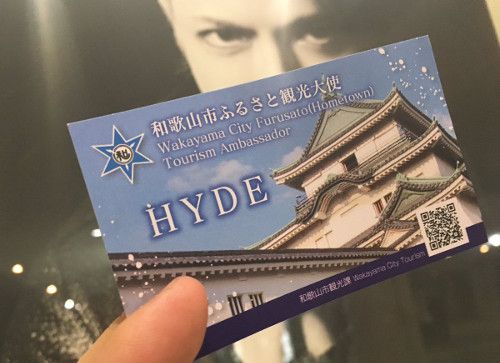 和歌山市ふるさと観光大使
Wakayama City Furusato(Hometown)
Tourism Ambassador
HYDE
和歌山市観光課 Wakayama City Tourism